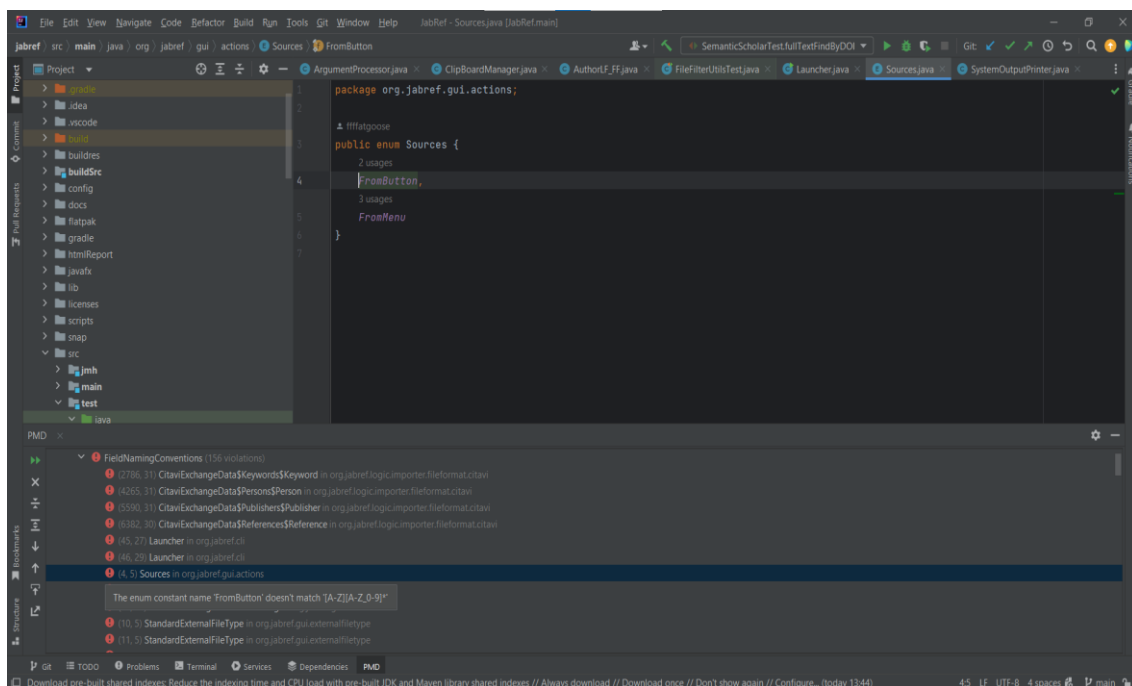 File Edit View Navigate Code Refactor Build Run Tools Git Window Help JabRef - Sources.java [JabRef.main]
jabref src main java org jabref gui actions Sources FromButton SemanticScholarTest.fullTextFindByDOI Git:
Project ArgumentProcessor.java ClipBoardManager.java AuthorLF_FF.java FileFilterUtilsTest.java Launcher.java Sources.java SystemOutputPrinter.java
Project
Commit
Pull Requests
Bookmarks
Structure
Gradle
Notifications
.gradle
.idea
.vscode
build
buildres
buildSrc
config
docs
flatpak
gradle
htmlReport
javafx
lib
licenses
scripts
snap
src
jmh
main
test
java
1 package org.jabref.gui.actions;
2
ffffatgoose
3 public enum Sources {
2 usages
4 FromButton,
3 usages
5 FromMenu
6 }
7
PMD
FieldNamingConventions (156 violations)
(2786, 31) CitaviExchangeData$Keywords$Keyword in org.jabref.logic.importer.fileformat.citavi
(4265, 31) CitaviExchangeData$Persons$Person in org.jabref.logic.importer.fileformat.citavi
(5590, 31) CitaviExchangeData$Publishers$Publisher in org.jabref.logic.importer.fileformat.citavi
(6382, 30) CitaviExchangeData$References$Reference in org.jabref.logic.importer.fileformat.citavi
(45, 27) Launcher in org.jabref.cli
(46, 29) Launcher in org.jabref.cli
(4, 5) Sources in org.jabref.gui.actions
The enum constant name 'FromButton' doesn't match '[A-Z][A-Z_0-9]*'
(10, 5) StandardExternalFileType in org.jabref.gui.externalfiletype
(11, 5) StandardExternalFileType in org.jabref.gui.externalfiletype
Git TODO Problems Terminal Services Dependencies PMD
Download pre-built shared indexes: Reduce the indexing time and CPU load with pre-built JDK and Maven library shared indexes // Always download // Download once // Don't show again // Configure... (today 13:44) 4:5 LF UTF-8 4 spaces main